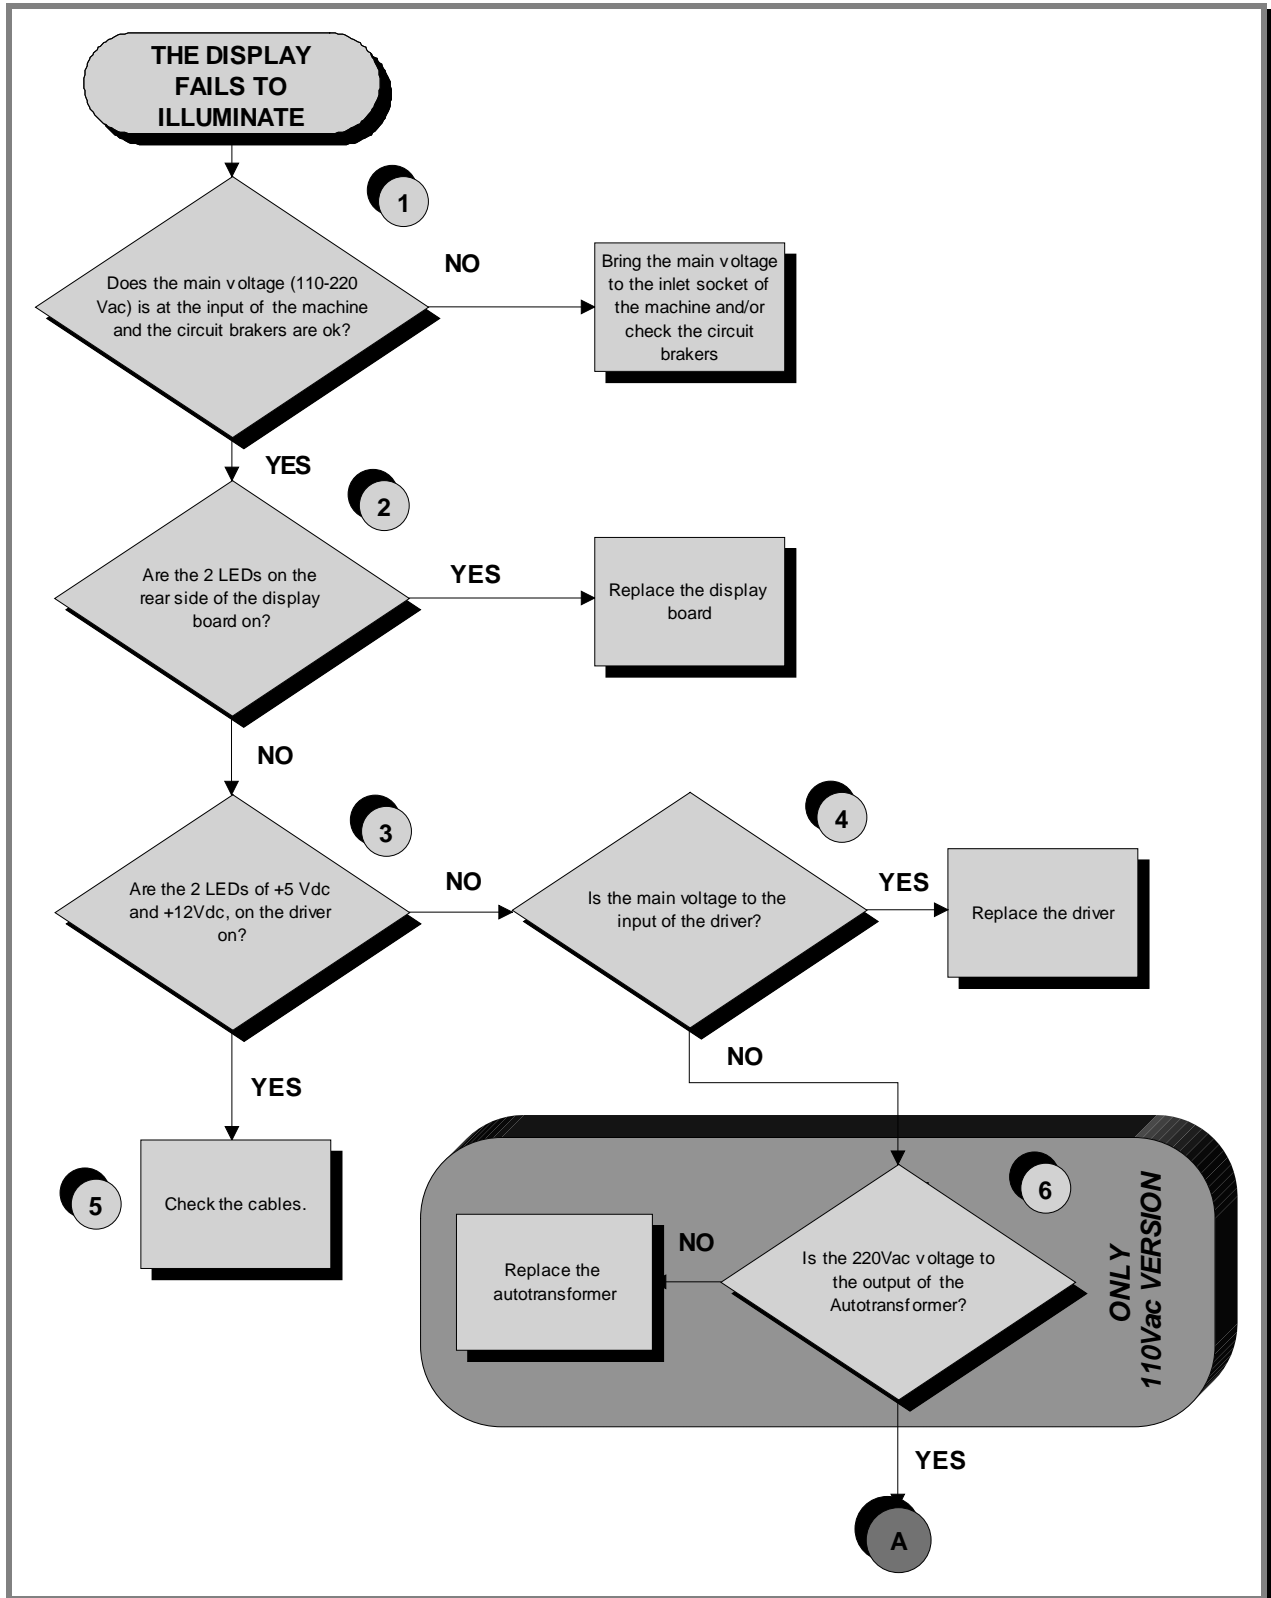 THE DISPLAY
FAILS TO
ILLUMINATE
1
Does the main voltage (110-220
Vac) is at the input of the machine
and the circuit brakers are ok?
NO
Bring the main voltage
to the inlet socket of
the machine and/or
check the circuit
brakers
YES
2
Are the 2 LEDs on the
rear side of the display
board on?
YES
Replace the display
board
NO
3
Are the 2 LEDs of +5 Vdc
and +12Vdc, on the driver
on?
NO
4
Is the main voltage to the
input of the driver?
YES
Replace the driver
NO
YES
5
Check the cables.
6
Is the 220Vac voltage to
the output of the
Autotransformer?
NO
Replace the
autotransformer
ONLY
110Vac VERSION
YES
A